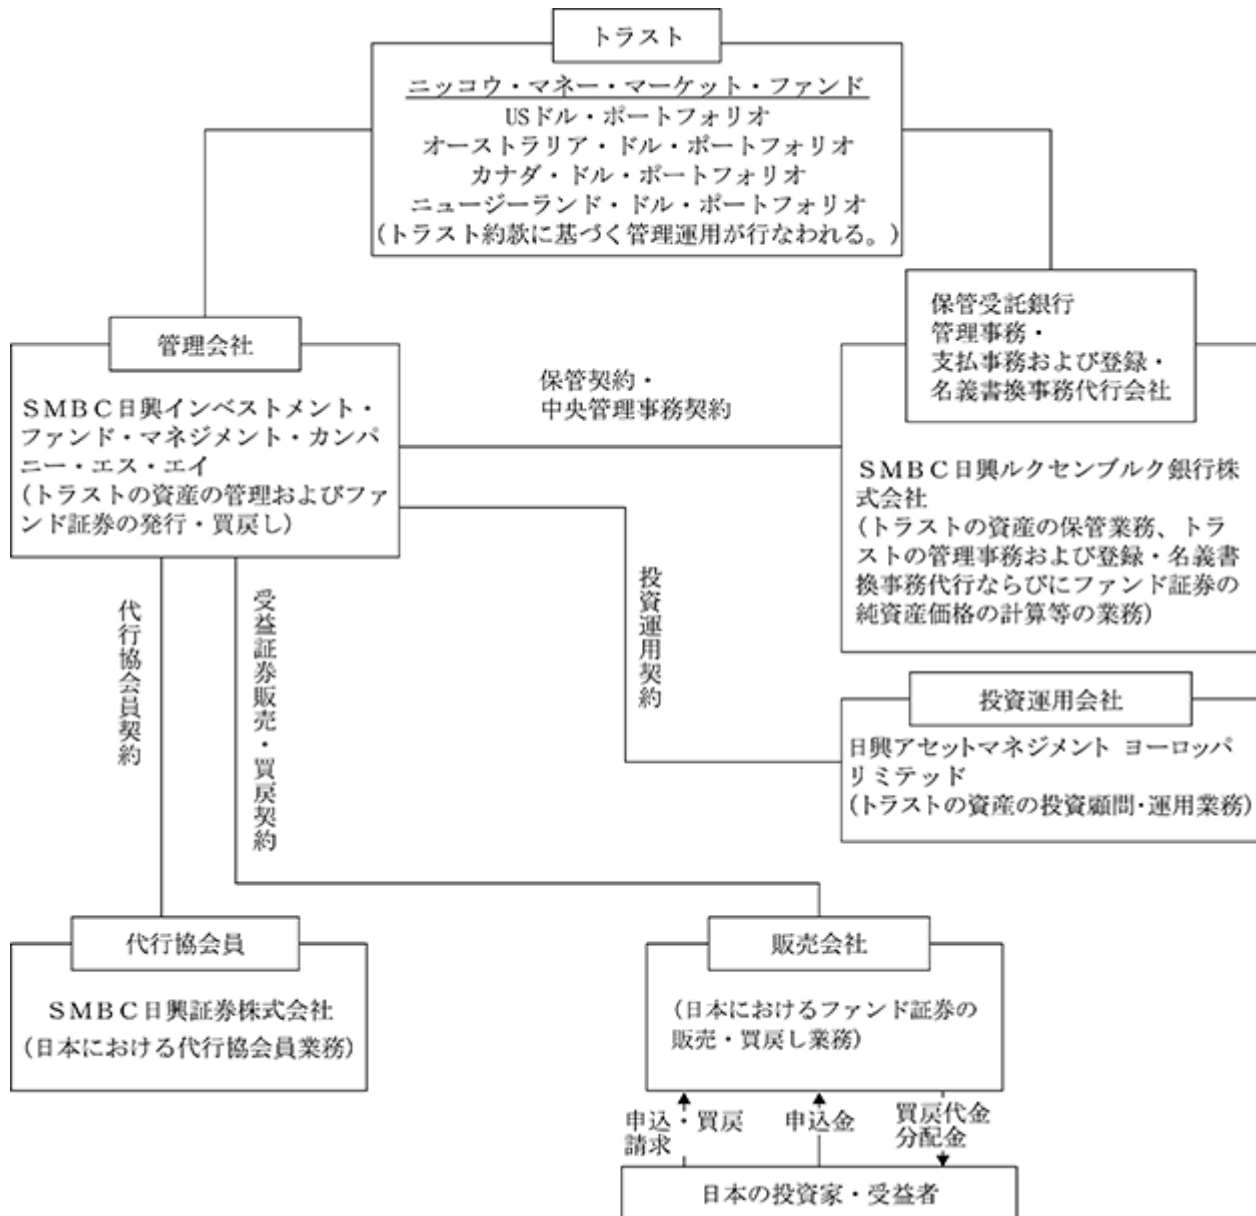 トラスト
ニッコウ・マネー・マーケット・ファンド
USドル・ポートフォリオ
オーストラリア・ドル・ポートフォリオ
カナダ・ドル・ポートフォリオ
ニュージーランド・ドル・ポートフォリオ
(トラスト約款に基づく管理運用が行なわれる。)
管理会社
SMBC日興インベストメント・
ファンド・マネジメント・カンパ
ニー・エス・エイ
(トラストの資産の管理およびファ
ンド証券の発行・買戻し)
保管契約・
中央管理事務契約
保管受託銀行
管理事務・
支払事務および登録・
名義書換事務代行会社
SMBC日興ルクセンブルク銀行株
式会社
(トラストの資産の保管業務、トラ
ストの管理事務および登録・名義書
換事務代行ならびにファンド証券の
純資産価格の計算等の業務)
代行協会員契約
受益証券販売・買戻契約
投資運用契約
投資運用会社
日興アセットマネジメント ヨーロッパ
リミテッド
(トラストの資産の投資顧問・運用業務)
代行協会員
SMBC日興証券株式会社
(日本における代行協会員業務)
販売会社
(日本におけるファンド証券の
販売・買戻し業務)
申込・買戻
請求
申込金
買戻代金
分配金
日本の投資家・受益者